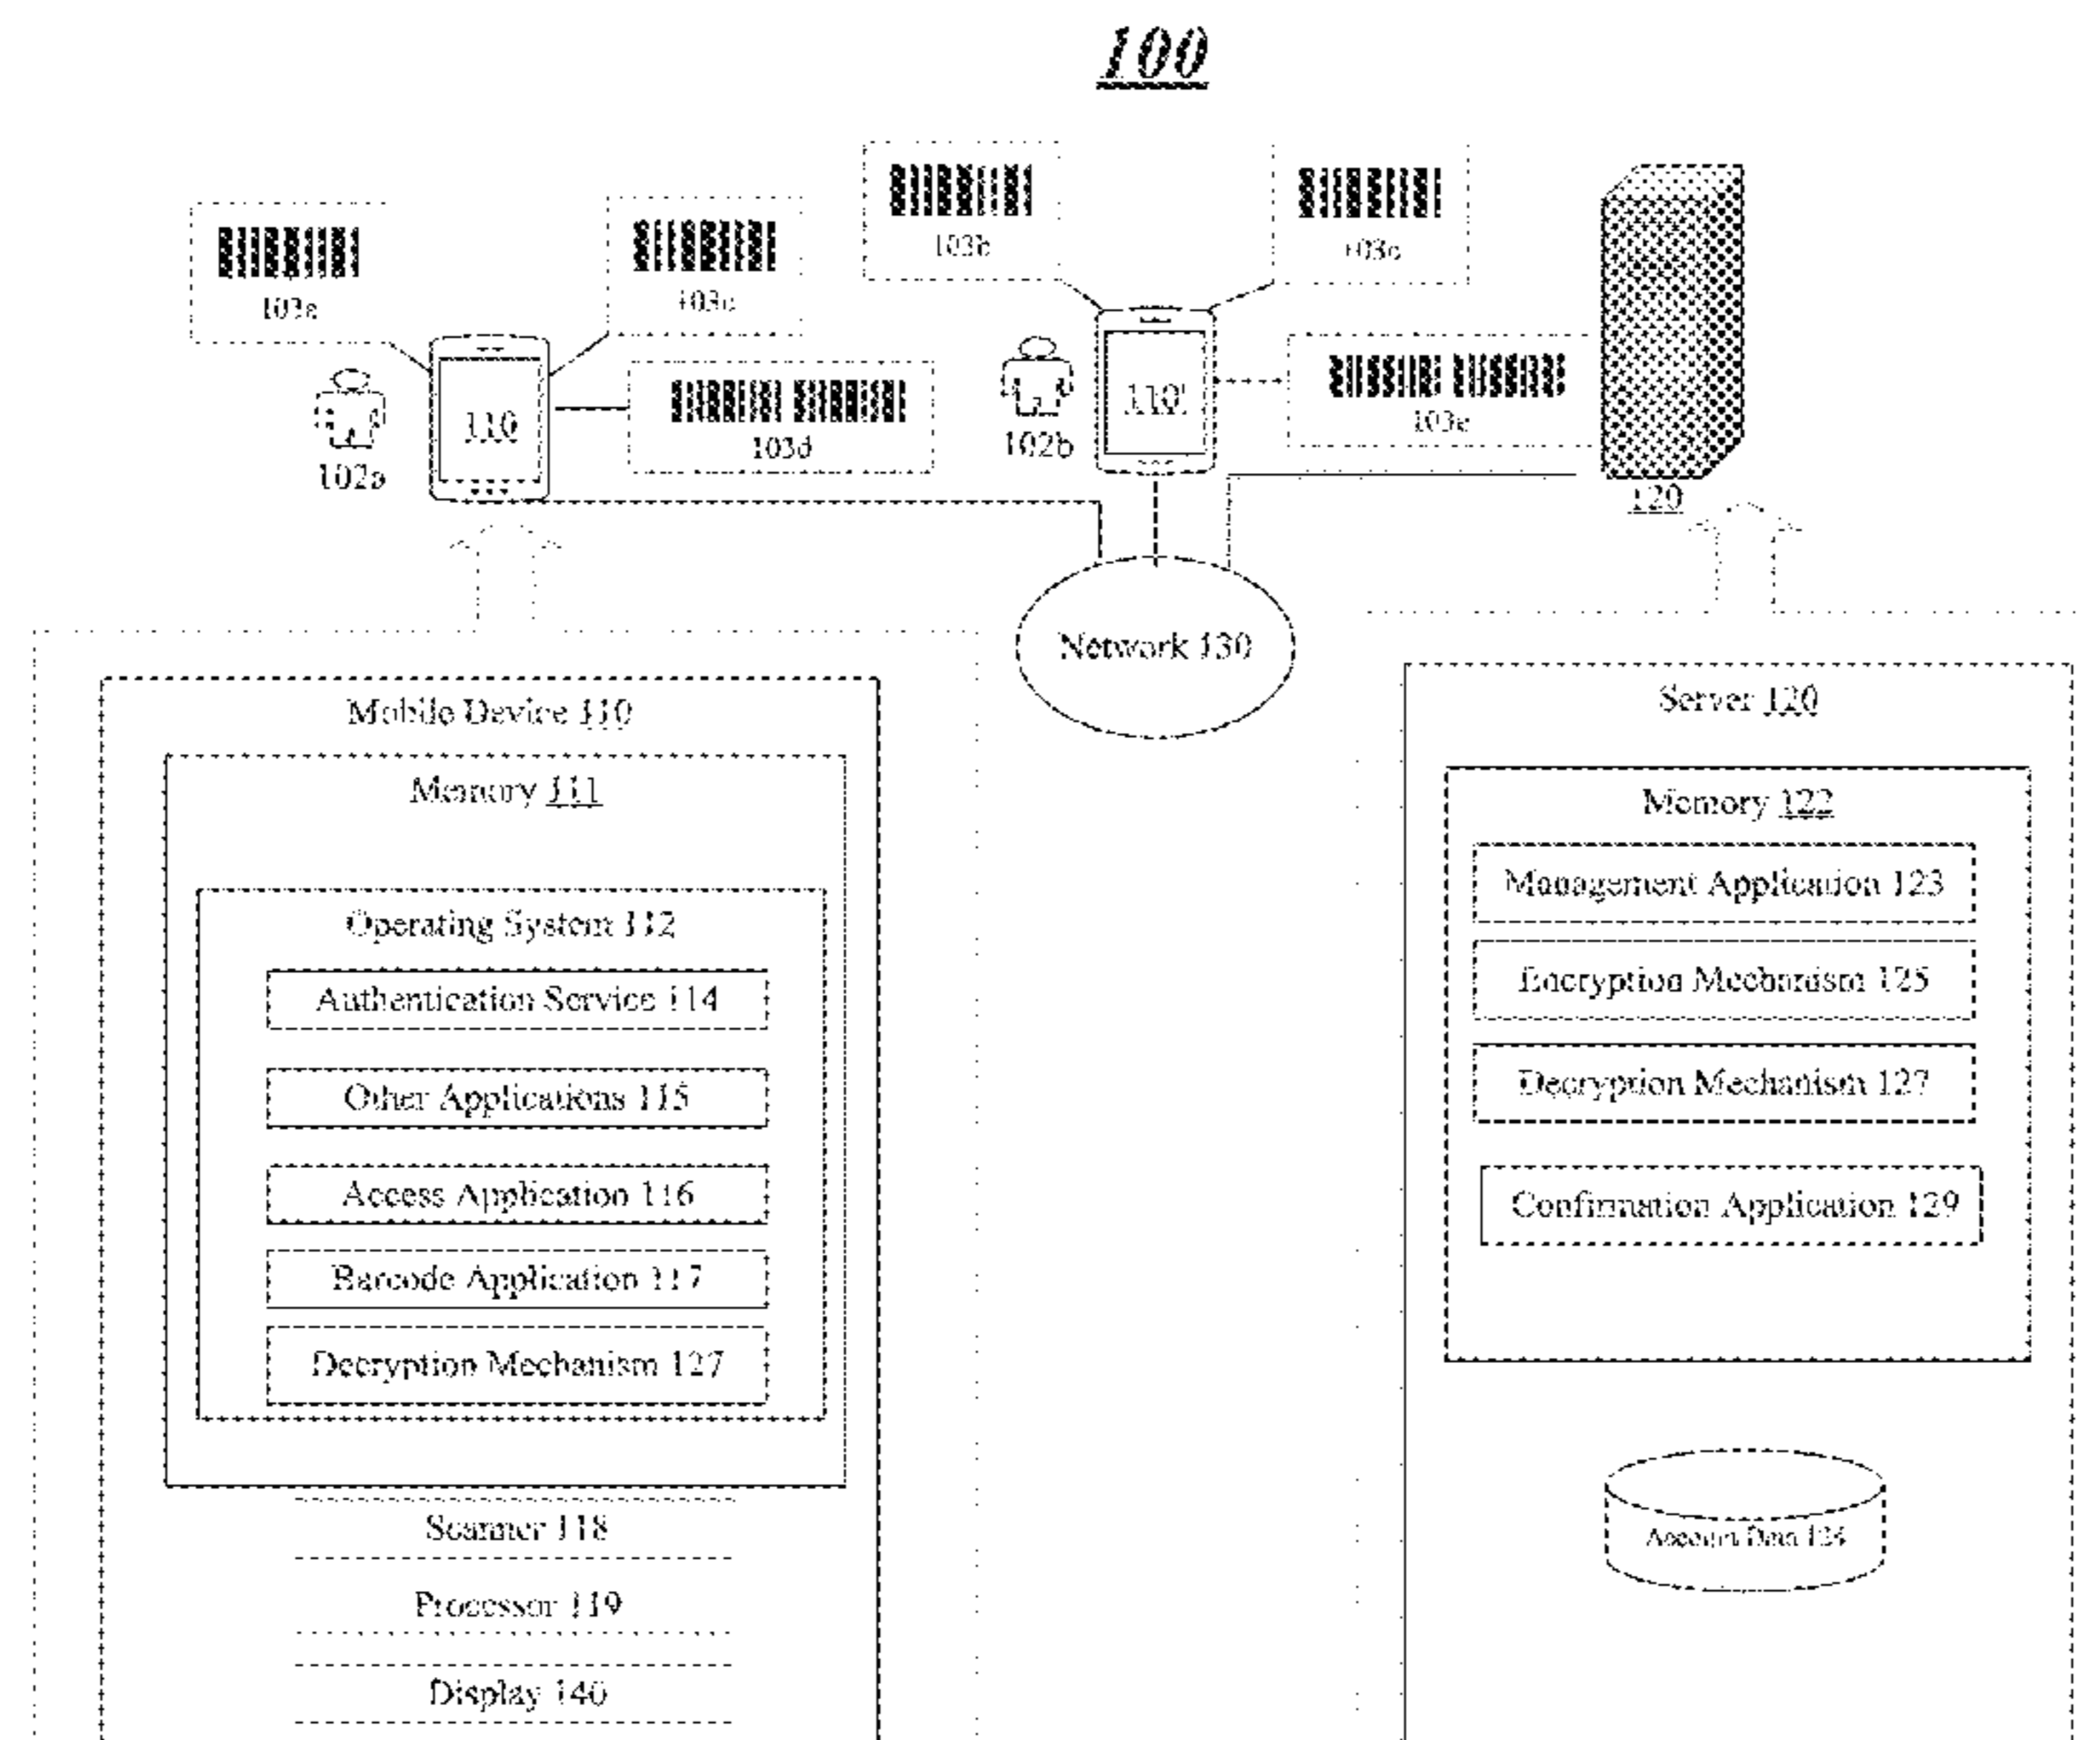 100
103a
103c
103b
103c
110
103d
102a
110'
103e
102b
120
Network 130
Mobile Device 110
Memory 111
Operating System 112
Authentication Service 114
Other Applications 115
Access Application 116
Barcode Application 117
Decryption Mechanism 127
Scanner 118
Processor 119
Display 140
Server 120
Memory 122
Management Application 123
Encryption Mechanism 125
Decryption Mechanism 127
Confirmation Application 129
Account Data 124